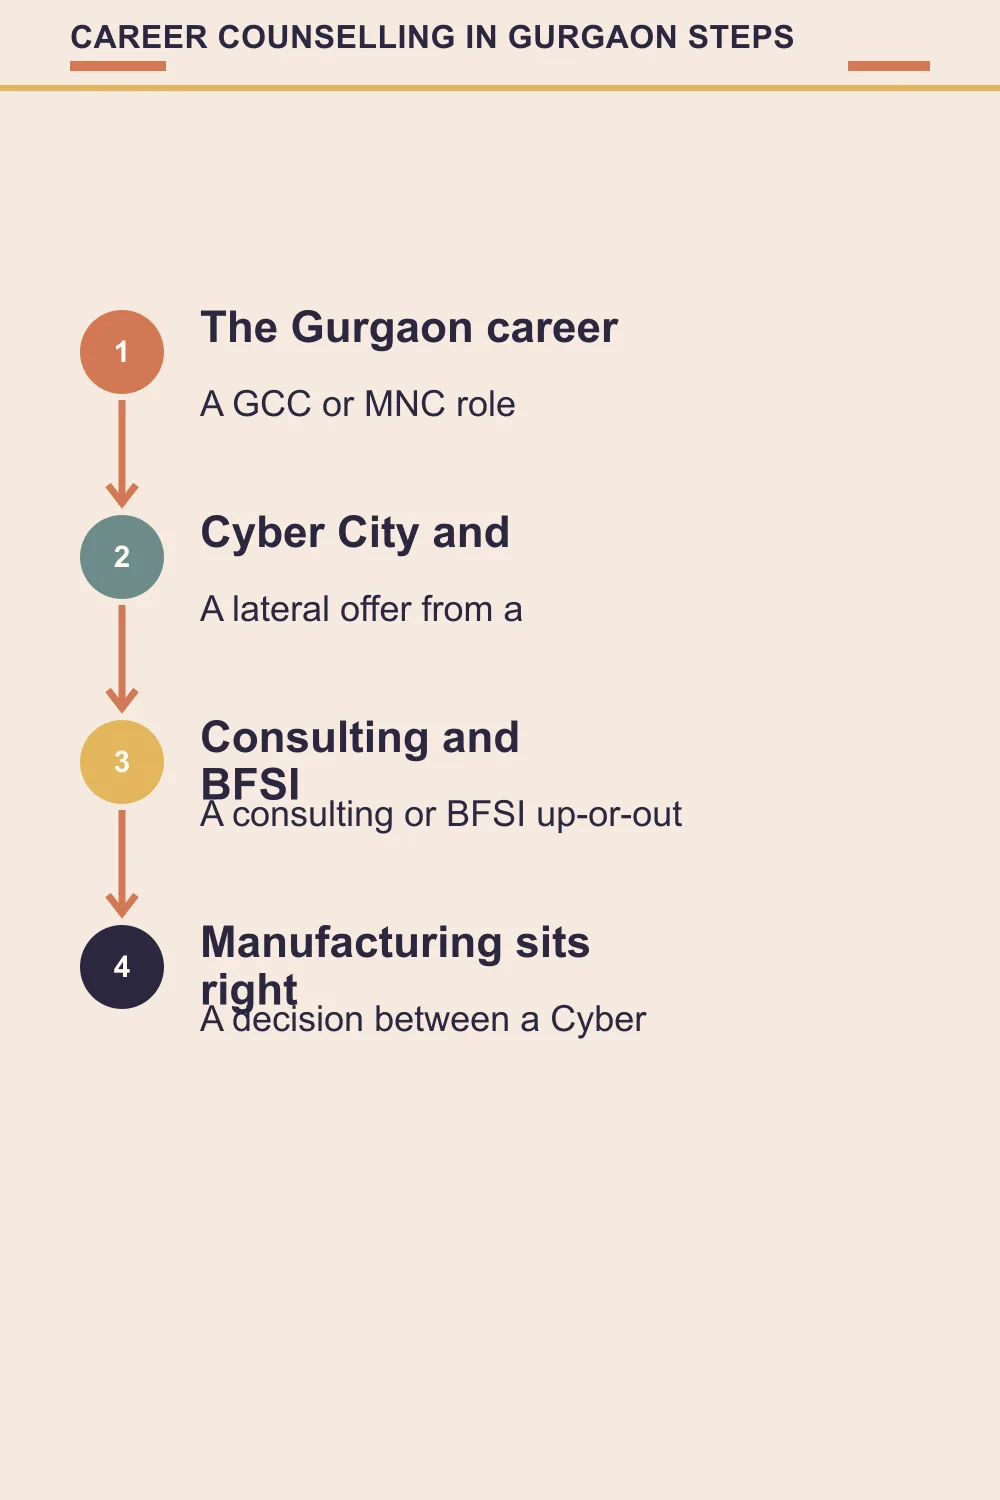 CAREER COUNSELLING IN GURGAON STEPS
1
The Gurgaon career
A GCC or MNC role
2
Cyber City and
A lateral offer from a
3
Consulting and
BFSI
A consulting or BFSI up-or-out
4
Manufacturing sits
right
A decision between a Cyber